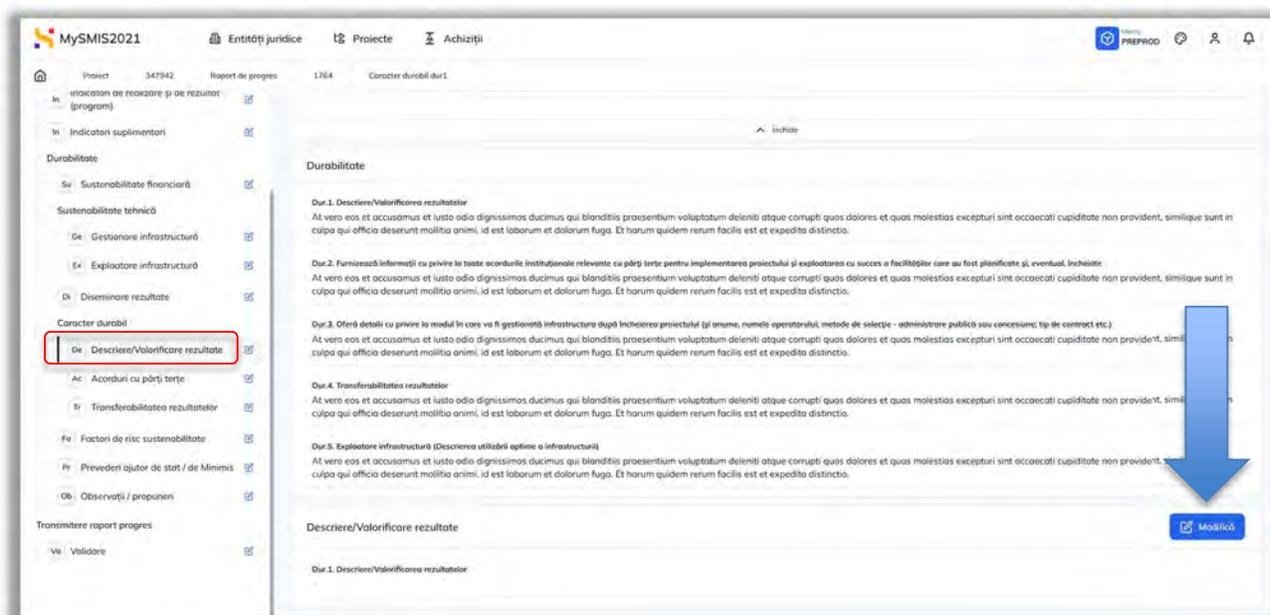 MySMIS2021
Entități juridice
Proiecte
Achiziții
Meniu
PREPROD
Proiect
347942
Raport de progres
1764
Caracter durabil dur1
In
Indicatori de realizare și de rezultat
(program)
In
Indicatori suplimentari
Durabilitate
Su
Sustenabilitate financiară
Sustenabilitate tehnică
Ge
Gestionare infrastructură
Ex
Exploatare infrastructură
Di
Diseminare rezultate
Caracter durabil
De
Descriere/Valorificare rezultate
Ac
Acorduri cu părți terțe
Tr
Transferabilitatea rezultatelor
Fa
Factori de risc sustenabilitate
Pr
Prevederi ajutor de stat / de Minimis
Ob
Observații / propuneri
Transmitere raport progres
Va
Validare
Închide
Durabilitate
Dur.1. Descriere/Valorificarea rezultatelor
At vero eos et accusamus et iusto odio dignissimos ducimus qui blanditiis praesentium voluptatum deleniti atque corrupti quos dolores et quas molestias excepturi sint occaecati cupiditate non provident, similique sunt in
culpa qui officia deserunt mollitia animi, id est laborum et dolorum fuga. Et harum quidem rerum facilis est et expedita distinctio.
Dur.2. Furnizează informații cu privire la toate acordurile instituționale relevante cu părți terțe pentru implementarea proiectului și exploatarea cu succes a facilităților care au fost planificate și, eventual, încheiate
At vero eos et accusamus et iusto odio dignissimos ducimus qui blanditiis praesentium voluptatum deleniti atque corrupti quos dolores et quas molestias excepturi sint occaecati cupiditate non provident, similique sunt in
culpa qui officia deserunt mollitia animi, id est laborum et dolorum fuga. Et harum quidem rerum facilis est et expedita distinctio.
Dur.3. Oferă detalii cu privire la modul în care va fi gestionată infrastructura după încheierea proiectului (și anume, numele operatorului; metode de selecție - administrare publică sau concesiune; tip de contract etc.)
At vero eos et accusamus et iusto odio dignissimos ducimus qui blanditiis praesentium voluptatum deleniti atque corrupti quos dolores et quas molestias excepturi sint occaecati cupiditate non provident, simil n
culpa qui officia deserunt mollitia animi, id est laborum et dolorum fuga. Et harum quidem rerum facilis est et expedita distinctio.
Dur.4. Transferabilitatea rezultatelor
At vero eos et accusamus et iusto odio dignissimos ducimus qui blanditiis praesentium voluptatum deleniti atque corrupti quos dolores et quas molestias excepturi sint occaecati cupiditate non provident, simil
culpa qui officia deserunt mollitia animi, id est laborum et dolorum fuga. Et harum quidem rerum facilis est et expedita distinctio.
Dur.5. Exploatare infrastructură (Descrierea utilizării optime a infrastructurii)
At vero eos et accusamus et iusto odio dignissimos ducimus qui blanditiis praesentium voluptatum deleniti atque corrupti quos dolores et quas molestias excepturi sint occaecati cupiditate non provident,
culpa qui officia deserunt mollitia animi, id est laborum et dolorum fuga. Et harum quidem rerum facilis est et expedita distinctio.
Descriere/Valorificare rezultate
Modifică
Dur.1. Descriere/Valorificarea rezultatelor